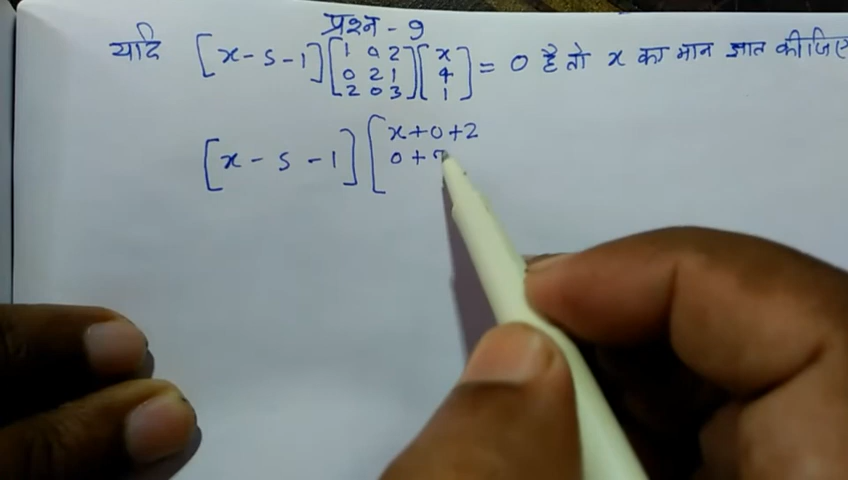 प्रश्न - 9
यदि [x - 5 - 1] [1 0 2 / 0 2 1 / 2 0 3] [x / 4 / 1] = 0 है तो x का मान ज्ञात कीजिए
[x - 5 - 1] [x + 0 + 2
0 +